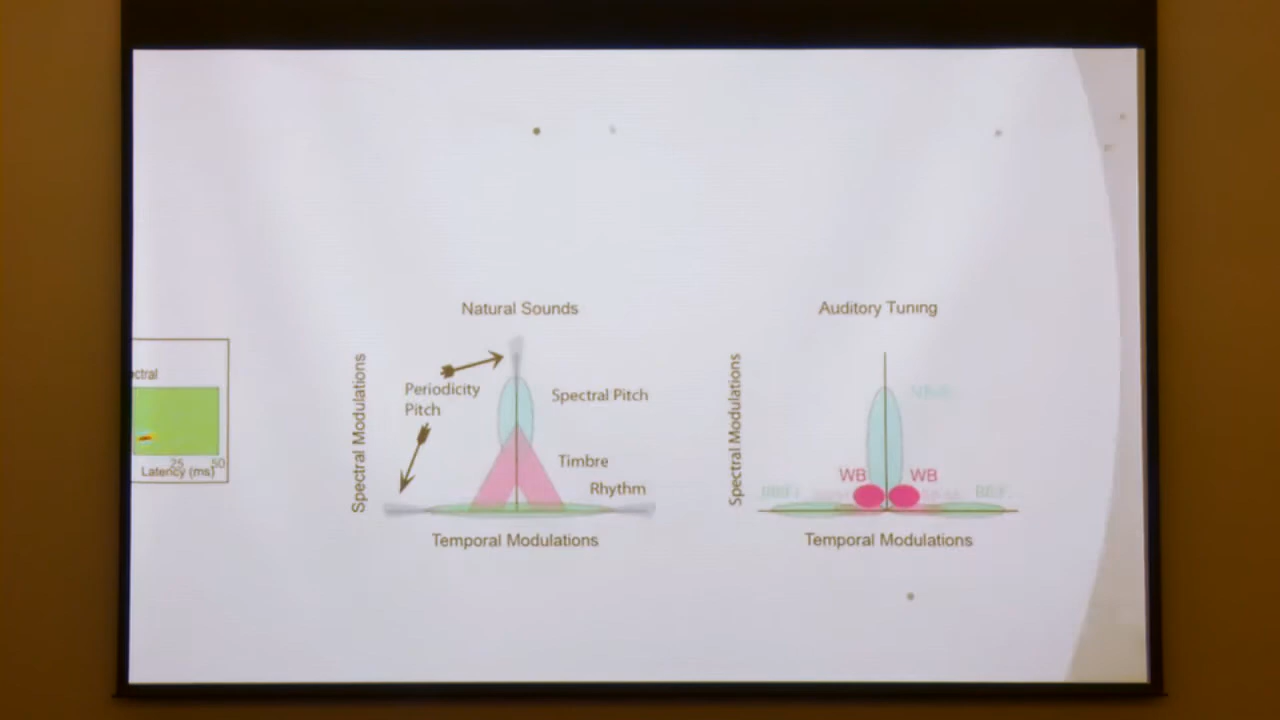 Natural Sounds
Spectral Modulations
Periodicity
Pitch
Spectral Pitch
Timbre
Rhythm
Temporal Modulations
Auditory Tuning
Spectral Modulations
WB
WB
Temporal Modulations
25
50
Latency (ms)